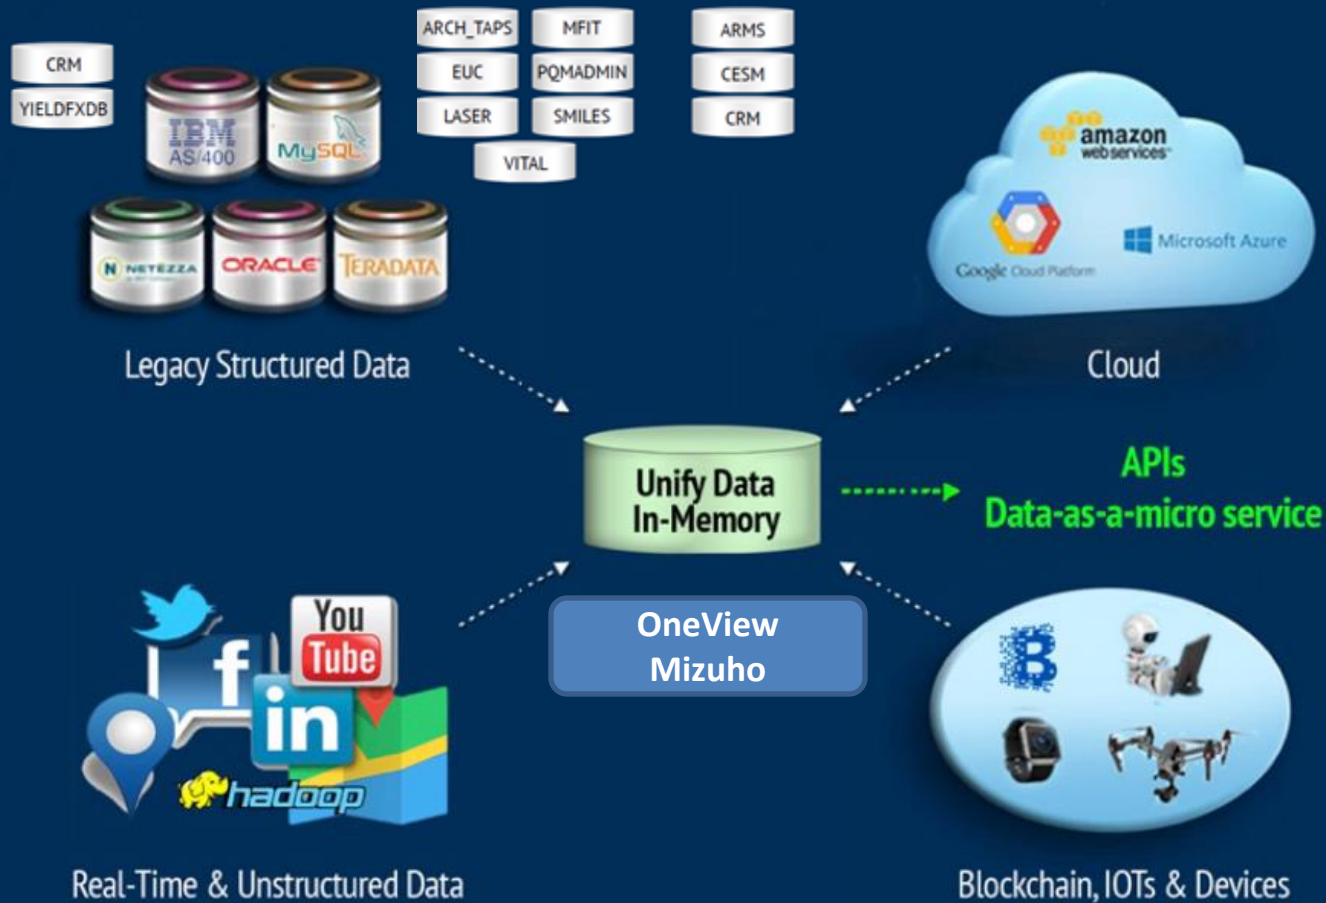 CRM
YIELDFXDB
ARCH_TAPS
MFIT
EUC
PQMADMIN
LASER
SMILES
VITAL
ARMS
CESM
CRM
IBM
AS/400
MySQL
NETEZZA
ORACLE
TERADATA
Legacy Structured Data
amazon
web services
Google Cloud Platform
Microsoft Azure
Cloud
Unify Data
In-Memory
APIs
Data-as-a-micro service
OneView
Mizuho
You
Tube
f
in
hadoop
Real-Time & Unstructured Data
B
Blockchain, IOTs & Devices